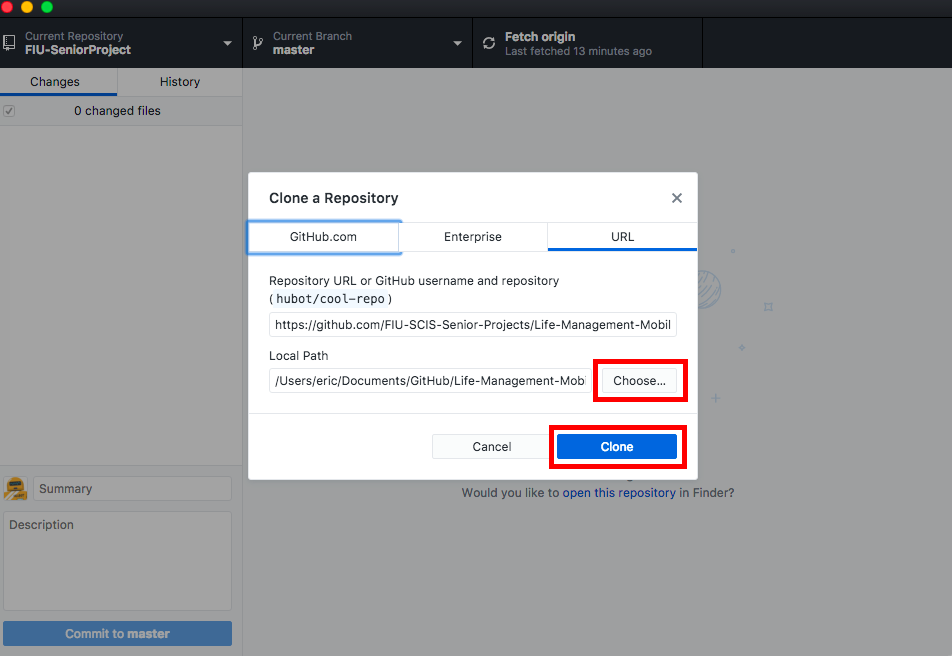 Current Repository
FIU-SeniorProject
Current Branch
master
Fetch origin
Last fetched 13 minutes ago
Changes
History
0 changed files
Clone a Repository
GitHub.com
Enterprise
URL
Repository URL or GitHub username and repository
(hubot/cool-repo)
https://github.com/FIU-SCIS-Senior-Projects/Life-Management-Mobil
Local Path
/Users/eric/Documents/GitHub/Life-Management-Mobi
Choose...
Cancel
Clone
Would you like to open this repository in Finder?
Summary
Description
Commit to master